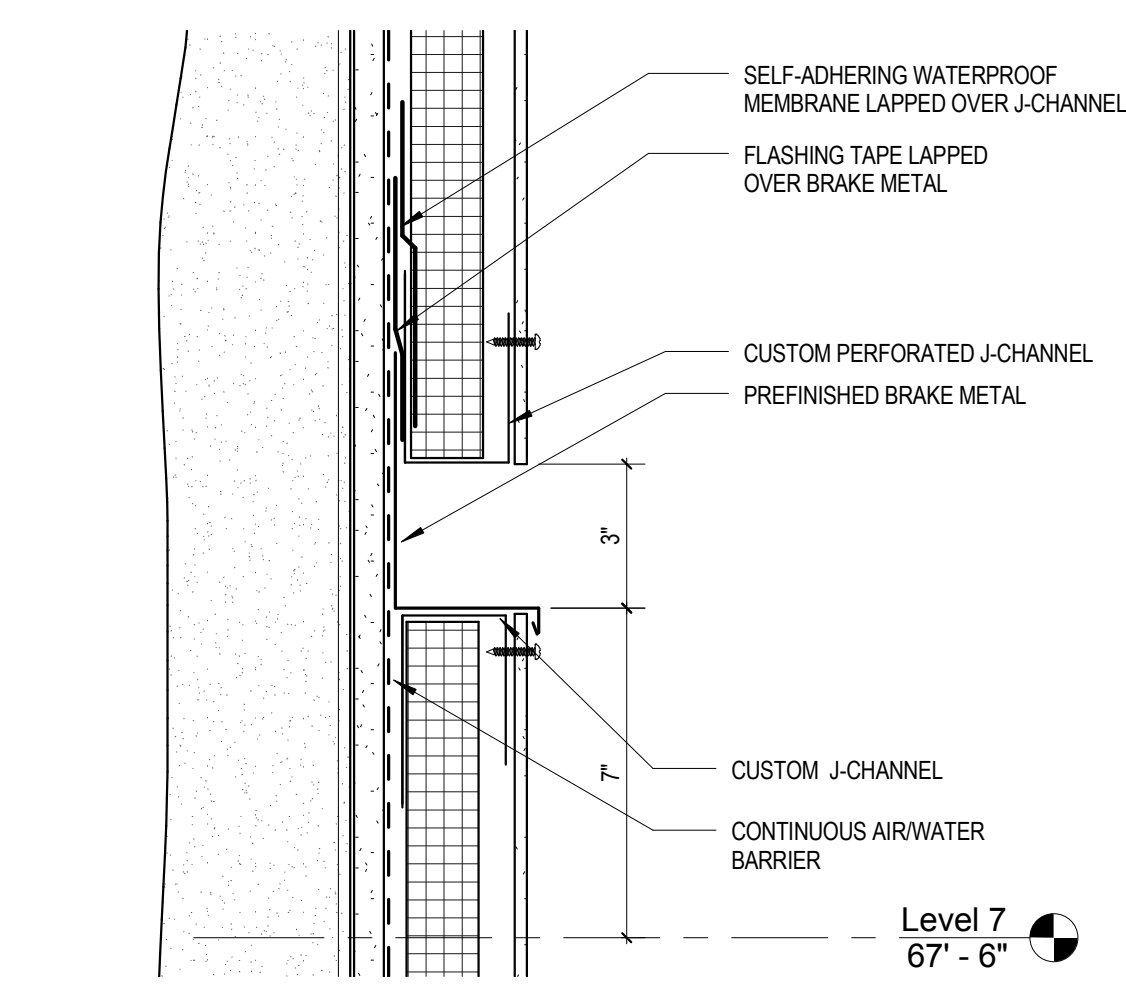 SELF-ADHERING WATERPROOF
MEMBRANE LAPPED OVER J-CHANNEL
FLASHING TAPE LAPPED
OVER BRAKE METAL
CUSTOM PERFORATED J-CHANNEL
PREFINISHED BRAKE METAL
3"
7"
CUSTOM J-CHANNEL
CONTINUOUS AIR/WATER
BARRIER
Level 7
67' - 6"